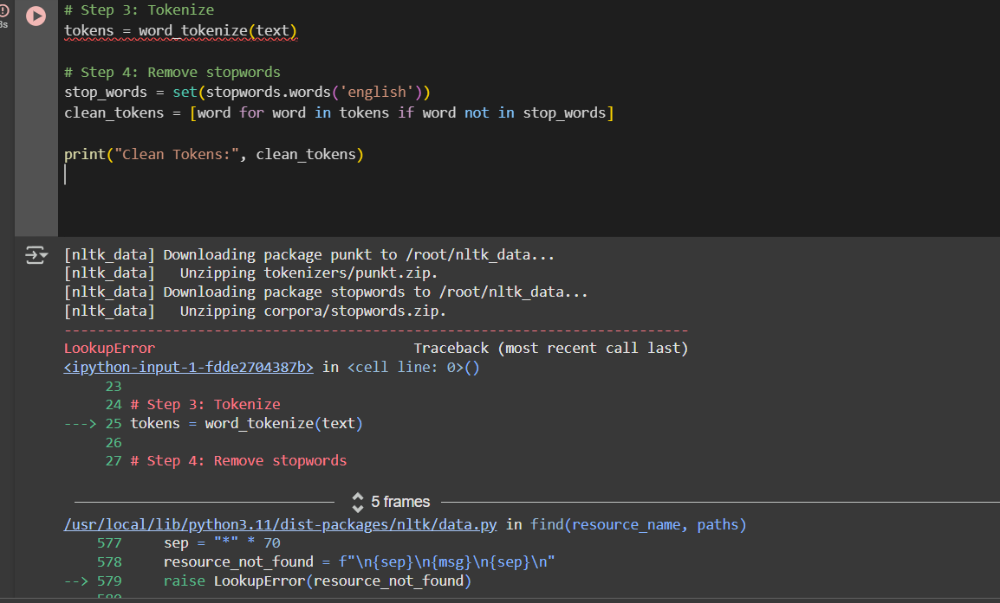 3s
# Step 3: Tokenize
tokens = word_tokenize(text)
# Step 4: Remove stopwords
stop_words = set(stopwords.words('english'))
clean_tokens = [word for word in tokens if word not in stop_words]
print("Clean Tokens:", clean_tokens)
[nltk_data] Downloading package punkt to /root/nltk_data...
[nltk_data]   Unzipping tokenizers/punkt.zip.
[nltk_data] Downloading package stopwords to /root/nltk_data...
[nltk_data]   Unzipping corpora/stopwords.zip.
---------------------------------------------------------------------------
LookupError                               Traceback (most recent call last)
<ipython-input-1-fdde2704387b> in <cell line: 0>()
     23
     24 # Step 3: Tokenize
---> 25 tokens = word_tokenize(text)
     26
     27 # Step 4: Remove stopwords
5 frames
/usr/local/lib/python3.11/dist-packages/nltk/data.py in find(resource_name, paths)
    577     sep = "*" * 70
    578     resource_not_found = f"\n{sep}\n{msg}\n{sep}\n"
--> 579     raise LookupError(resource_not_found)
    580